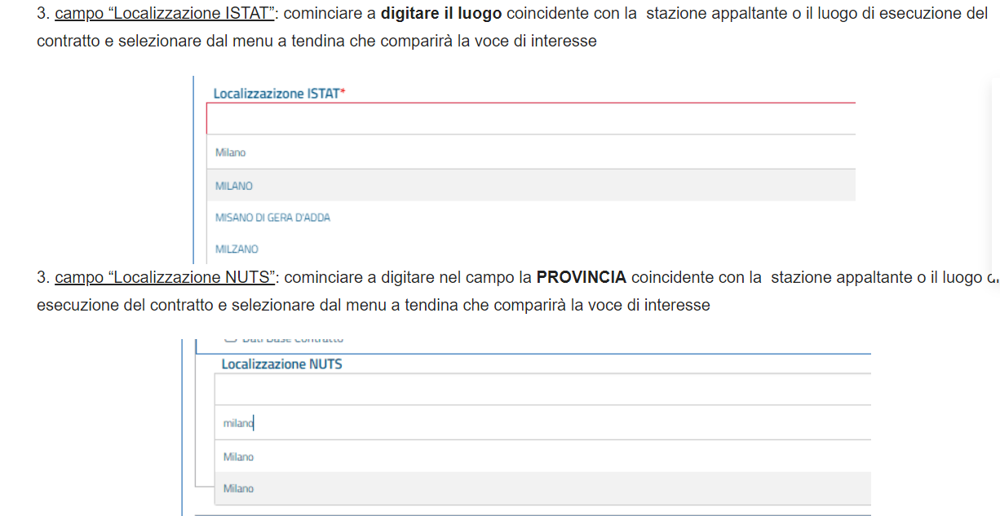 3. campo “Localizzazione ISTAT”: cominciare a digitare il luogo coincidente con la stazione appaltante o il luogo di esecuzione del
contratto e selezionare dal menu a tendina che comparirà la voce di interesse
Localizzazizone ISTAT*
Milano
MILANO
MISANO DI GERA D'ADDA
MILZANO
3. campo “Localizzazione NUTS”: cominciare a digitare nel campo la PROVINCIA coincidente con la stazione appaltante o il luogo
esecuzione del contratto e selezionare dal menu a tendina che comparirà la voce di interesse
Localizzazione NUTS
milano
Milano
Milano